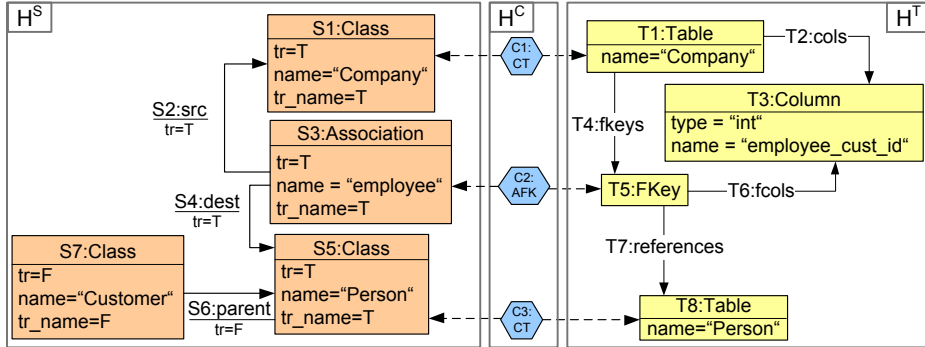 H^S
S1:Class
tr=T
name="Company"
tr_name=T
S2:src
tr=T
S3:Association
tr=T
name = "employee"
tr_name=T
S4:dest
tr=T
S7:Class
tr=F
name="Customer"
tr_name=F
S6:parent
tr=F
S5:Class
tr=T
name="Person"
tr_name=T
H^C
C1:
CT
C2:
AFK
C3:
CT
H^T
T1:Table
name="Company"
T2:cols
T3:Column
type = "int"
name = "employee_cust_id"
T4:fkeys
T5:FKey
T6:fcols
T7:references
T8:Table
name="Person"